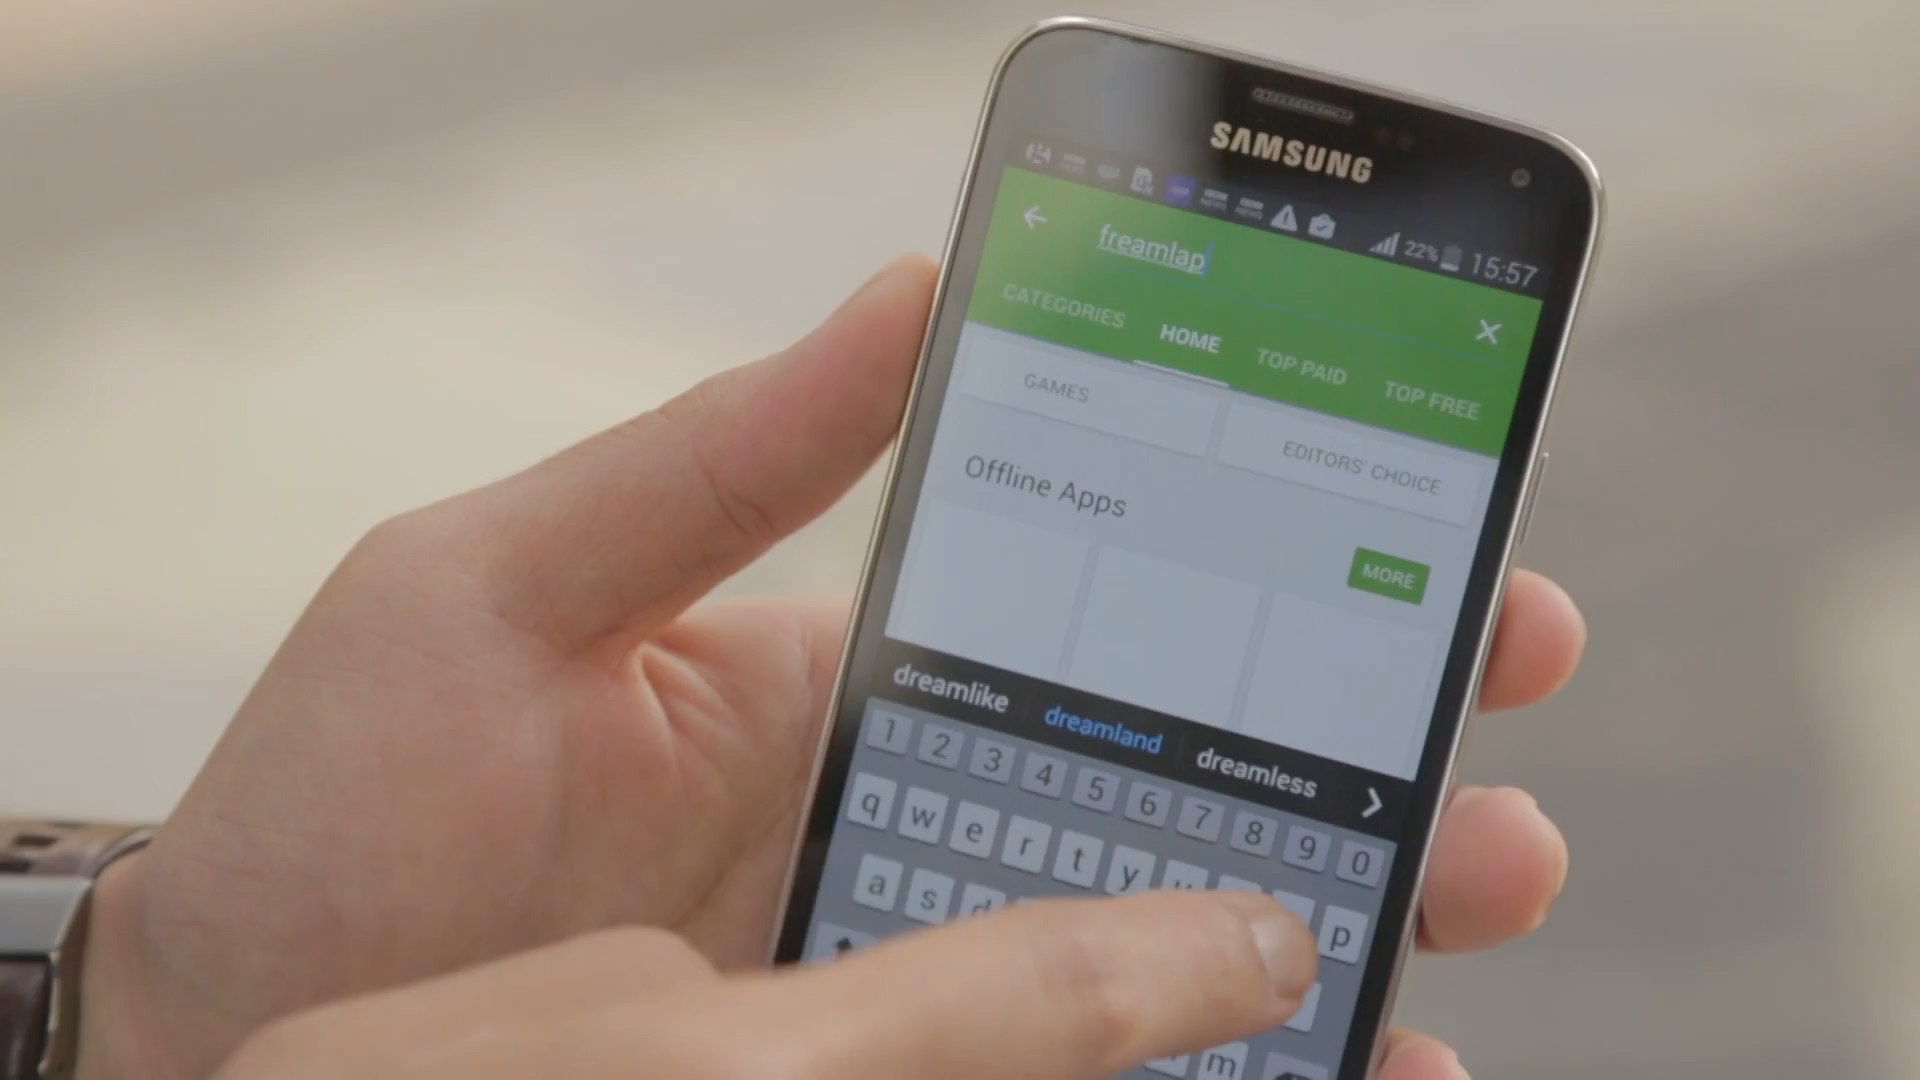 SAMSUNG
22% 15:57
freamlap
CATEGORIES HOME TOP PAID TOP FREE
GAMES EDITORS' CHOICE
Offline Apps
MORE
dreamlike dreamland dreamless
1 2 3 4 5 6 7 8 9 0
q w e r t y p
a s d
m